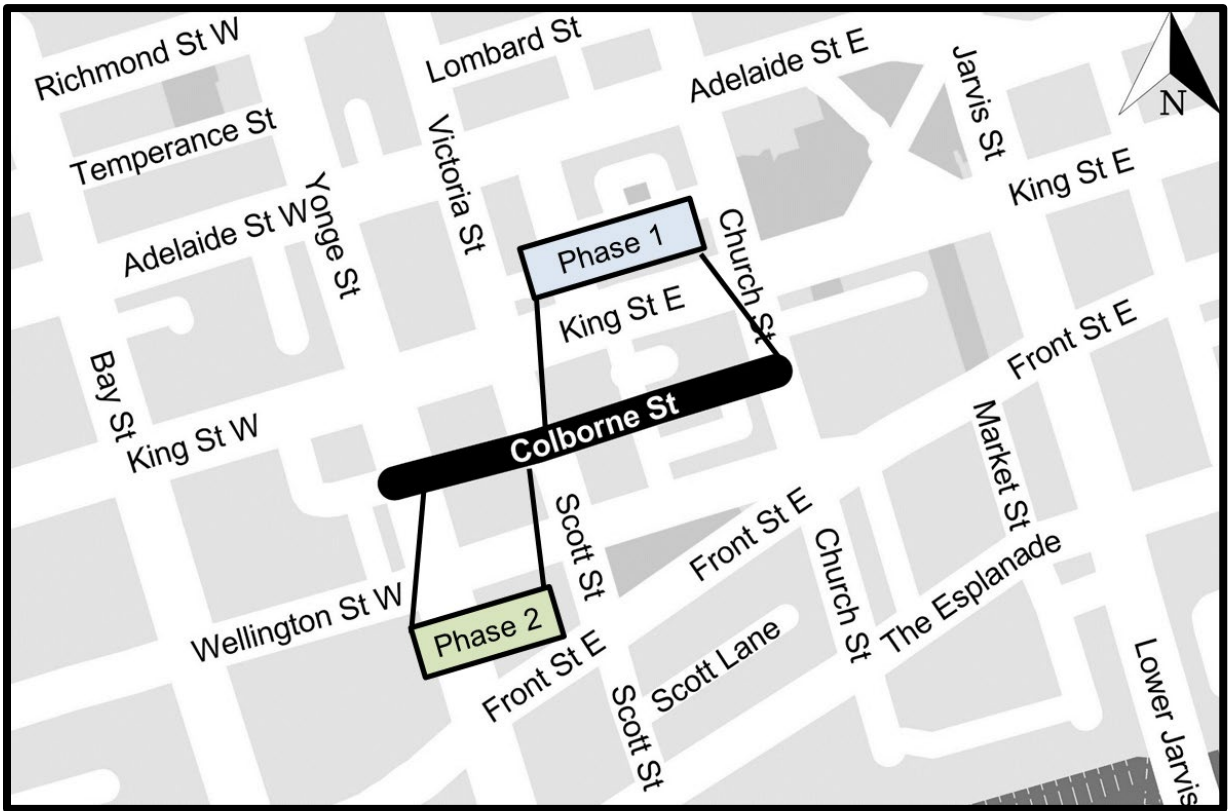 Richmond St W
Lombard St
Adelaide St E
Jarvis St
N
Temperance St
Victoria St
King St E
Yonge St
Adelaide St W
Phase 1
Church St
King St E
Front St E
Bay St
King St W
Colborne St
Market St
Scott St
Front St E
Church St
The Esplanade
Wellington St W
Phase 2
Front St E
Scott Lane
Scott St
Lower Jarvis